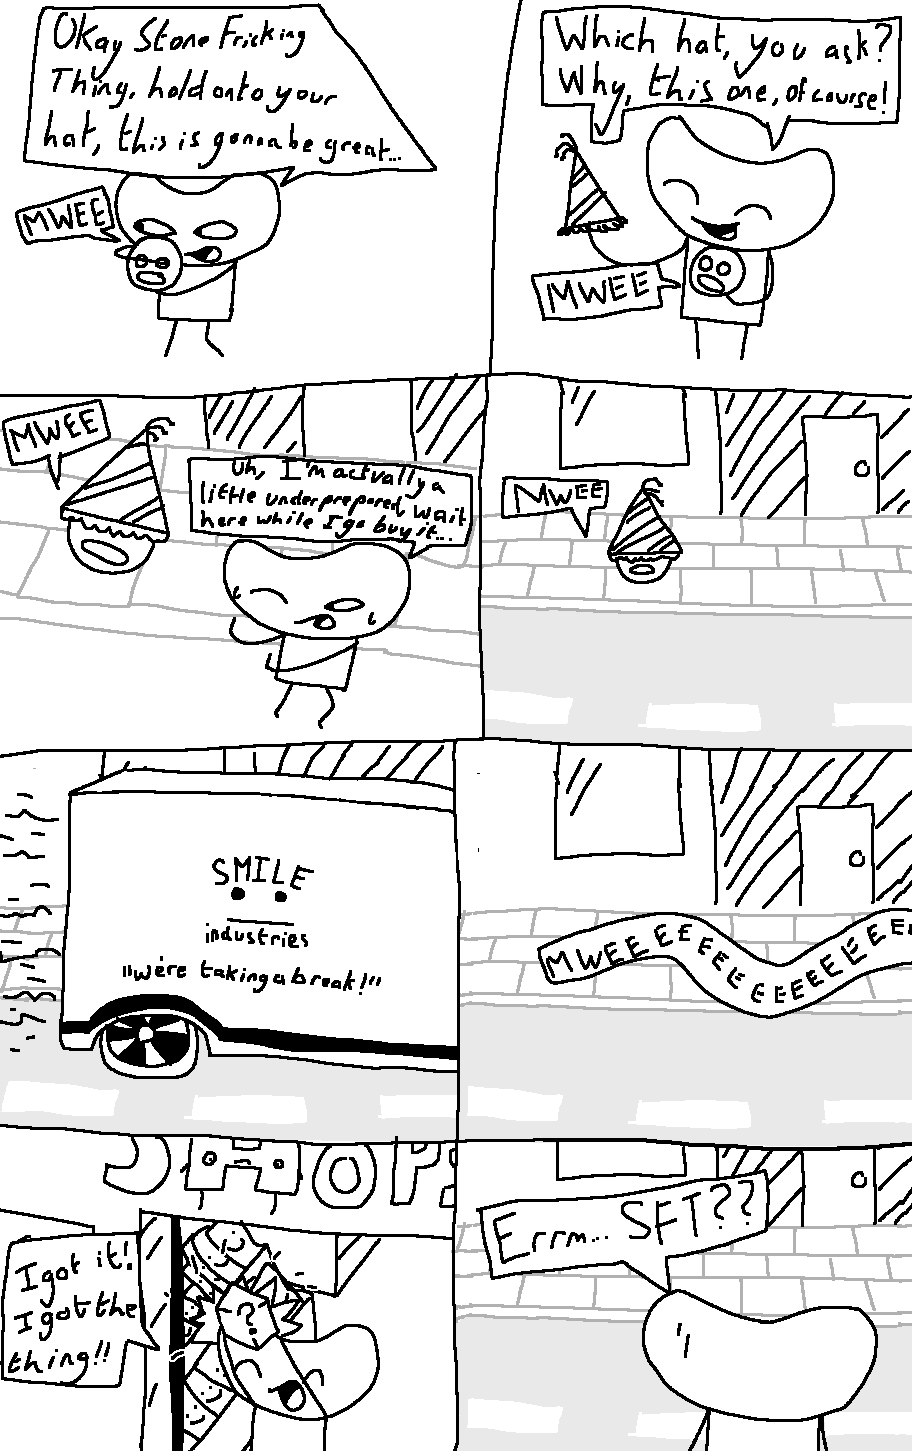 Okay Stone Fricking
Thing, hold onto your
hat, this is gonna be great...
MWEE
Which hat, you ask?
Why, this one, of course!
MWEE
MWEE
Uh, I'm actually a
little underprepared, wait
here while I go buy it...
MWEE
SMILE
industries
"we're taking a break!"
MWEEEEEEEEEEEEEEEEE
SHOP
I got it!
I got the
thing!!
?
Errm... SFT??